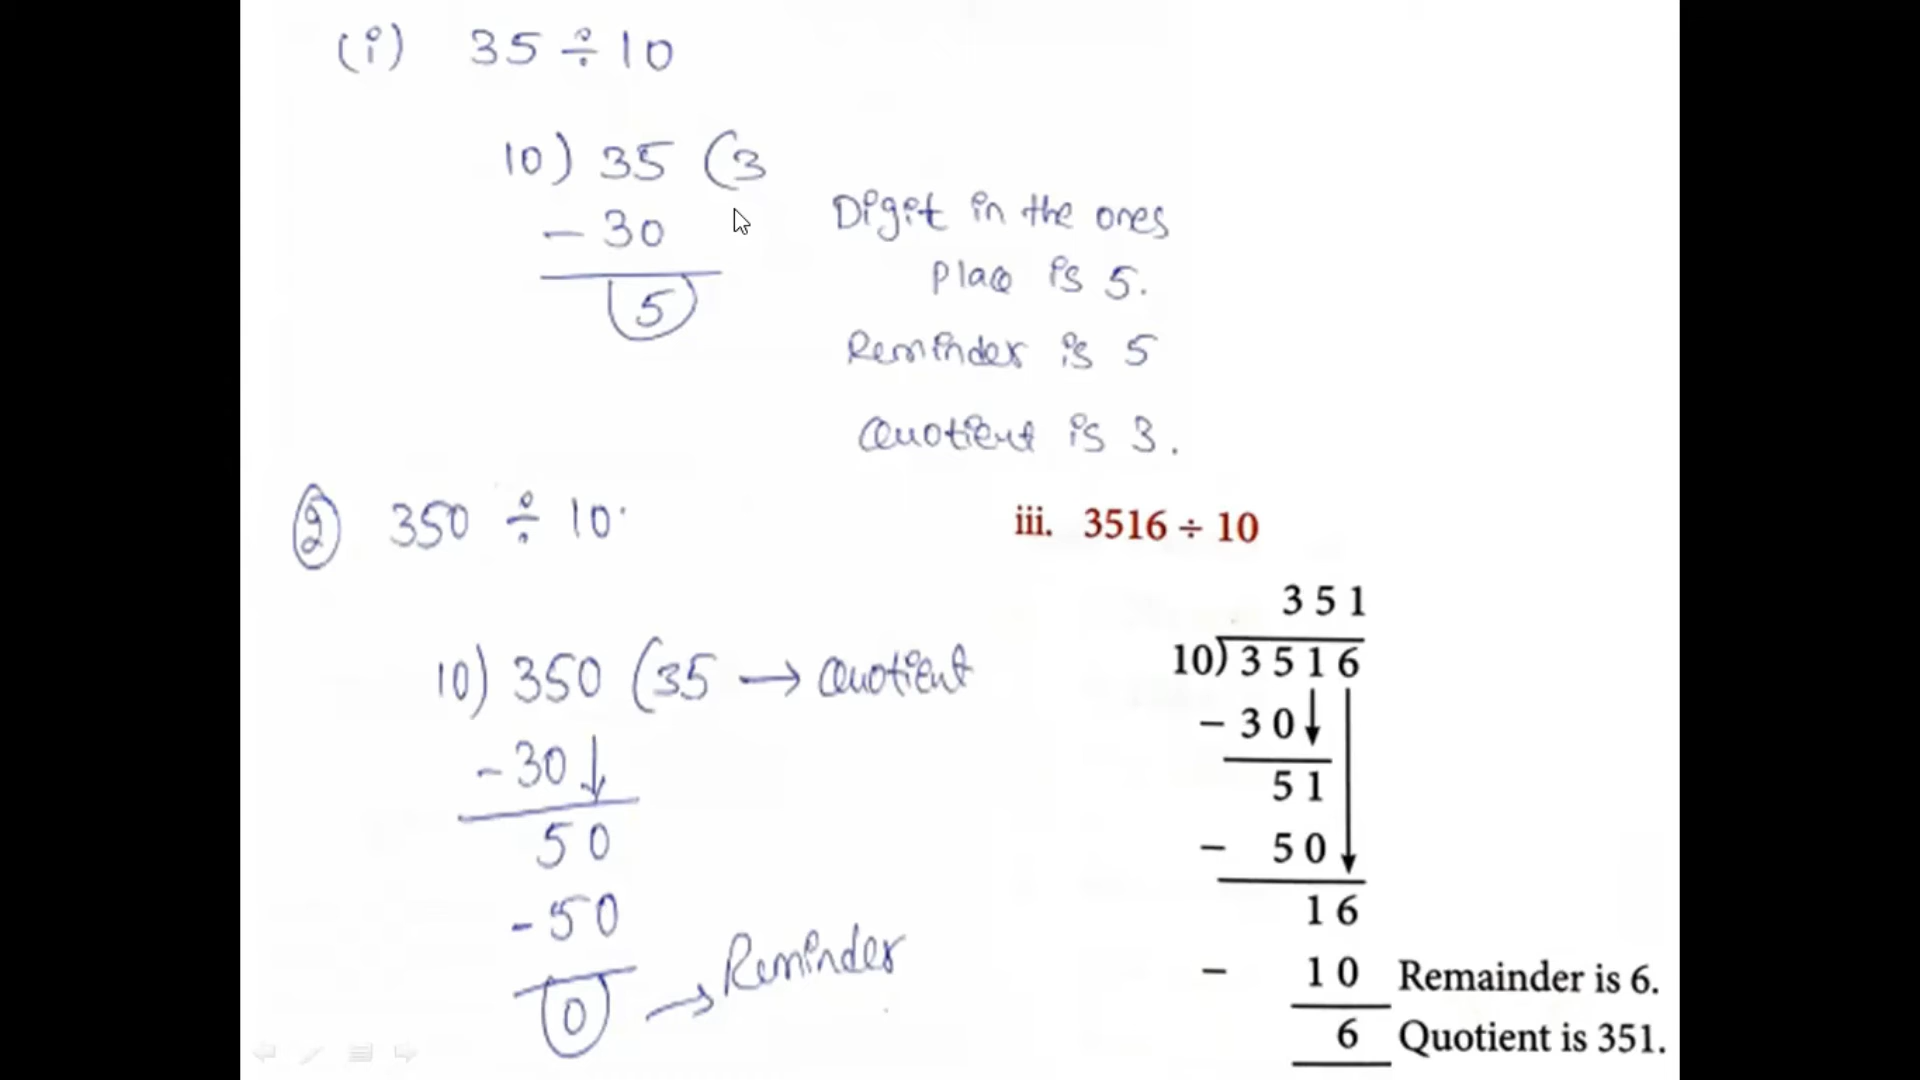 (i) 35 ÷ 10
10) 35 (3
- 30
5
Digit in the ones
place is 5.
Reminder is 5
Quotient is 3.
2 350 ÷ 10
10) 350 (35 → Quotient
- 30 ↓
50
- 50
0 → Reminder
iii. 3516 ÷ 10
351
10) 3516
- 30
51
- 50
16
- 10 Remainder is 6.
6 Quotient is 351.